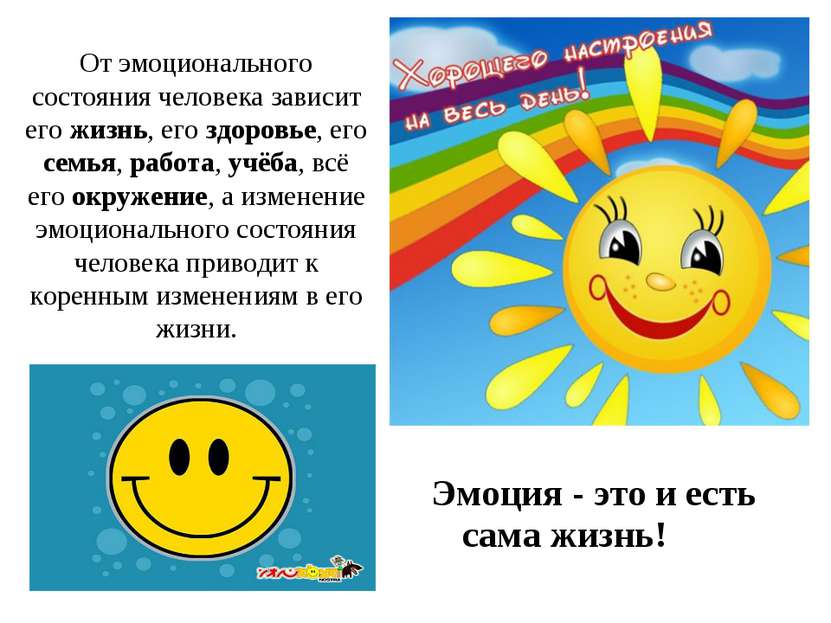 От эмоционального
состояния человека зависит
его жизнь, его здоровье, его
семья, работа, учёба, всё
его окружение, а изменение
эмоционального состояния
человека приводит к
коренным изменениям в его
жизни.
Хорошего настроения
на весь день!
Эмоция - это и есть
сама жизнь!